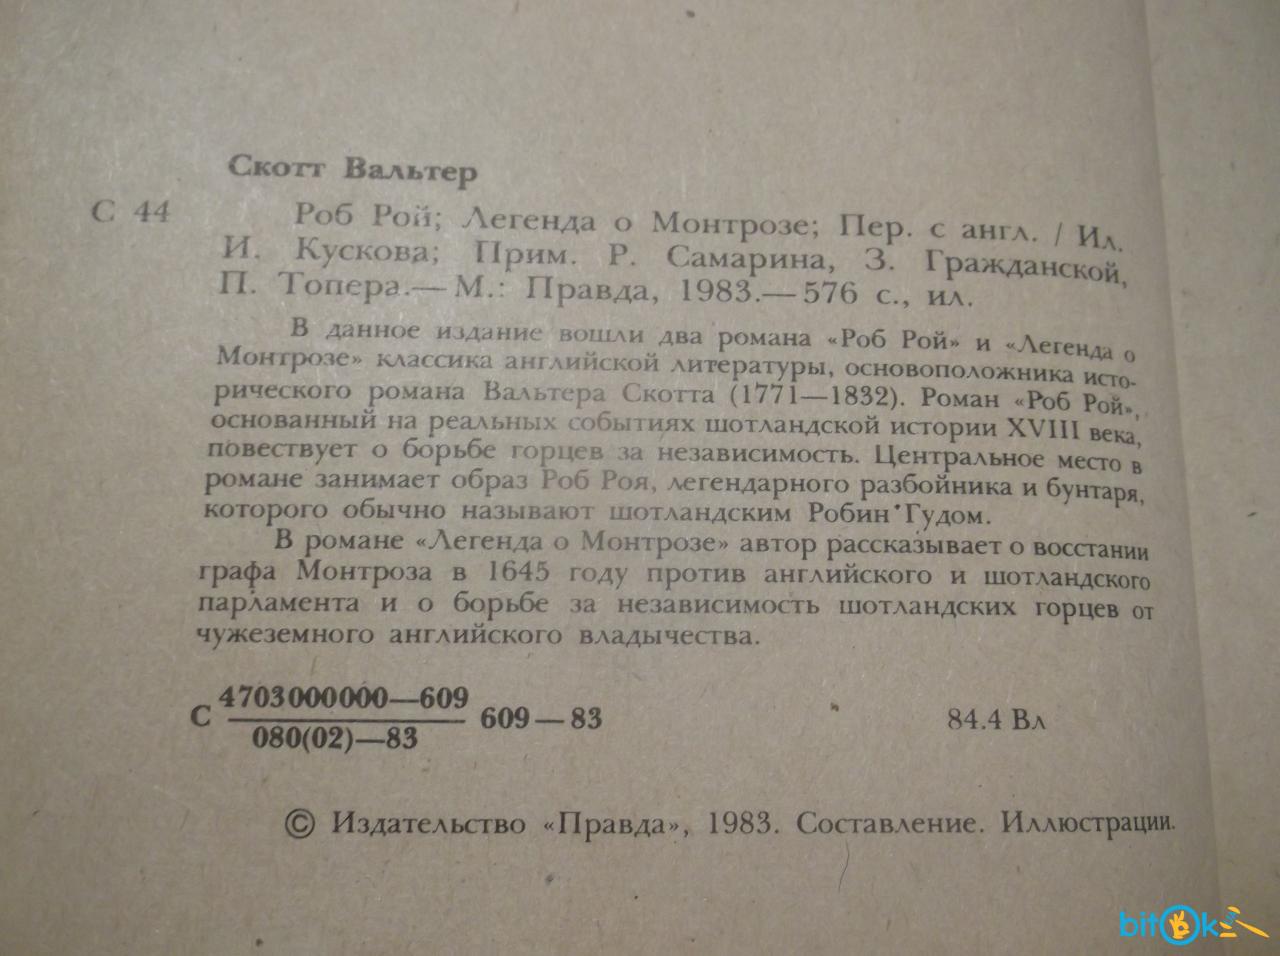 Скотт Вальтер
С 44
Роб Рой; Легенда о Монтрозе; Пер. с англ. / Ил.
И. Кускова; Прим. Р. Самарина, З. Гражданской,
П. Топера.— М.: Правда, 1983.— 576 с., ил.
В данное издание вошли два романа «Роб Рой» и «Легенда о
Монтрозе» классика английской литературы, основоположника исто-
рического романа Вальтера Скотта (1771—1832). Роман «Роб Рой»,
основанный на реальных событиях шотландской истории XVIII века,
повествует о борьбе горцев за независимость. Центральное место в
романе занимает образ Роб Роя, легендарного разбойника и бунтаря,
которого обычно называют шотландским Робин Гудом.
В романе «Легенда о Монтрозе» автор рассказывает о восстании
графа Монтроза в 1645 году против английского и шотландского
парламента и о борьбе за независимость шотландских горцев от
чужеземного английского владычества.
4703000000—609
С 609—83
080(02)—83
84.4 Вл
© Издательство «Правда», 1983. Составление. Иллюстрации.
bitOk